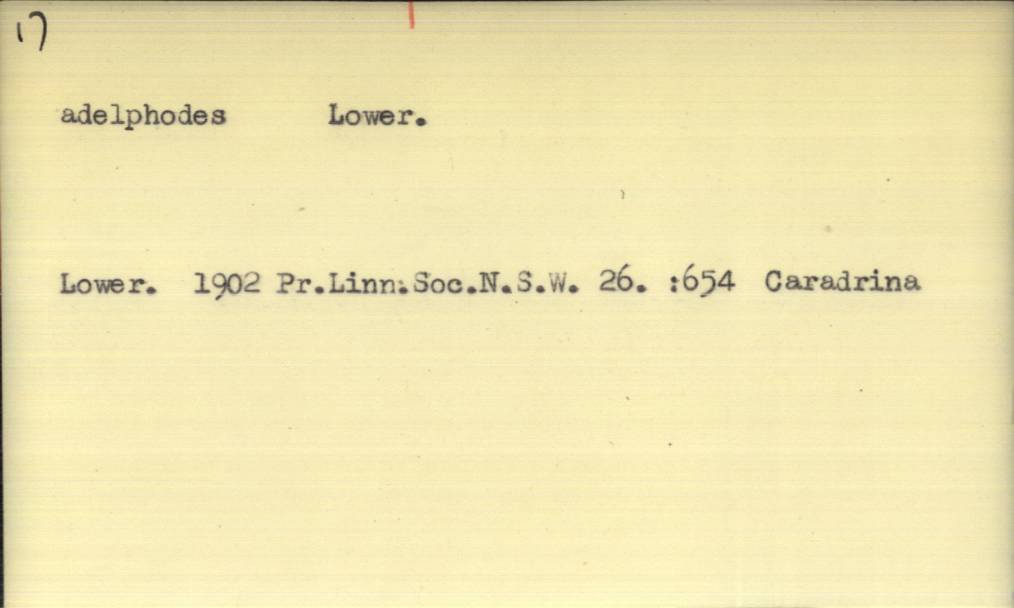 17
adelphodes Lower.
Lower. 1902 Pr.Linn.Soc.N.S.W. 26. :654 Caradrina